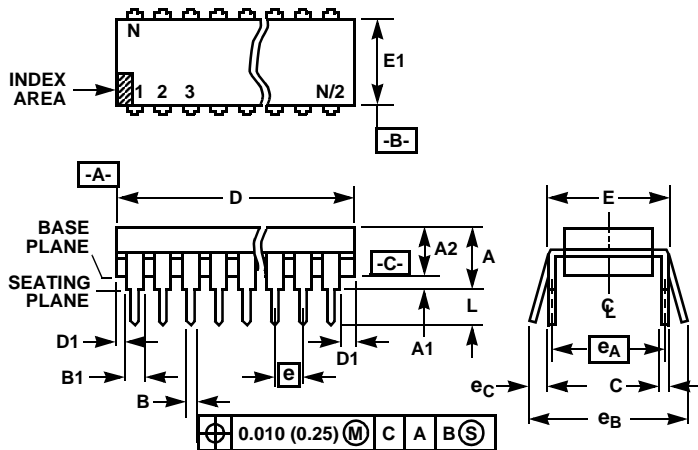 N
E1
INDEX
AREA
1 2 3 N/2
-B-
-A-
D
E
BASE
PLANE
A2
A
-C-
SEATING
PLANE
L
C
L
D1
A1
D1
eA
B1
e
eC
C
B
eB
0.010 (0.25) M C A B S